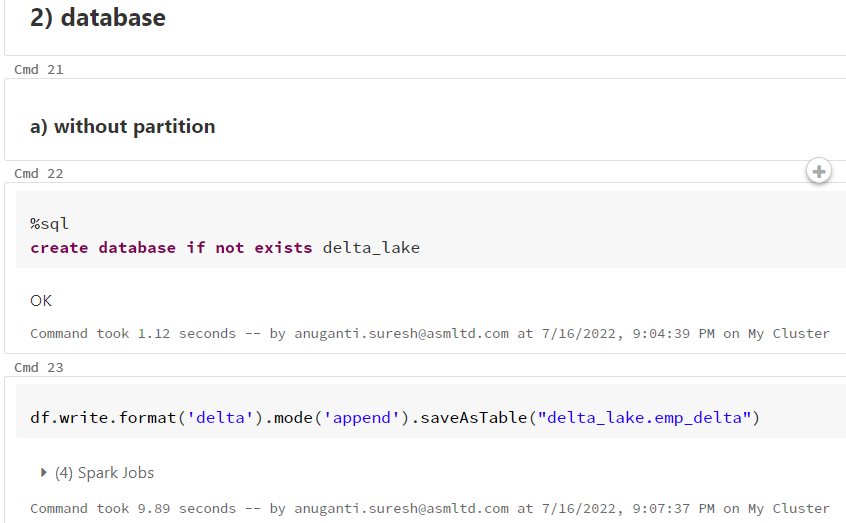 2) database
Cmd 21
a) without partition
Cmd 22
%sql
create database if not exists delta_lake
OK
Command took 1.12 seconds -- by anuganti.suresh@asmltd.com at 7/16/2022, 9:04:39 PM on My Cluster
Cmd 23
df.write.format('delta').mode('append').saveAsTable("delta_lake.emp_delta")
(4) Spark Jobs
Command took 9.89 seconds -- by anuganti.suresh@asmltd.com at 7/16/2022, 9:07:37 PM on My Cluster